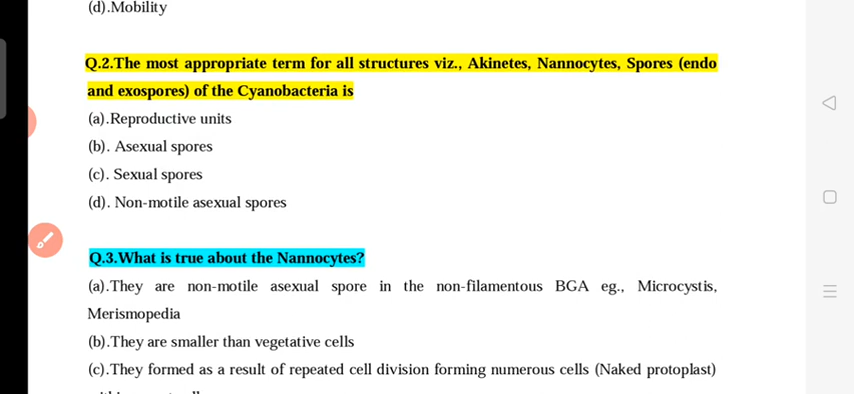 (d).Mobility
Q.2.The most appropriate term for all structures viz., Akinetes, Nannocytes, Spores (endo
and exospores) of the Cyanobacteria is
(a).Reproductive units
(b). Asexual spores
(c). Sexual spores
(d). Non-motile asexual spores
Q.3.What is true about the Nannocytes?
(a).They are non-motile asexual spore in the non-filamentous BGA eg., Microcystis,
Merismopedia
(b).They are smaller than vegetative cells
(c).They formed as a result of repeated cell division forming numerous cells (Naked protoplast)